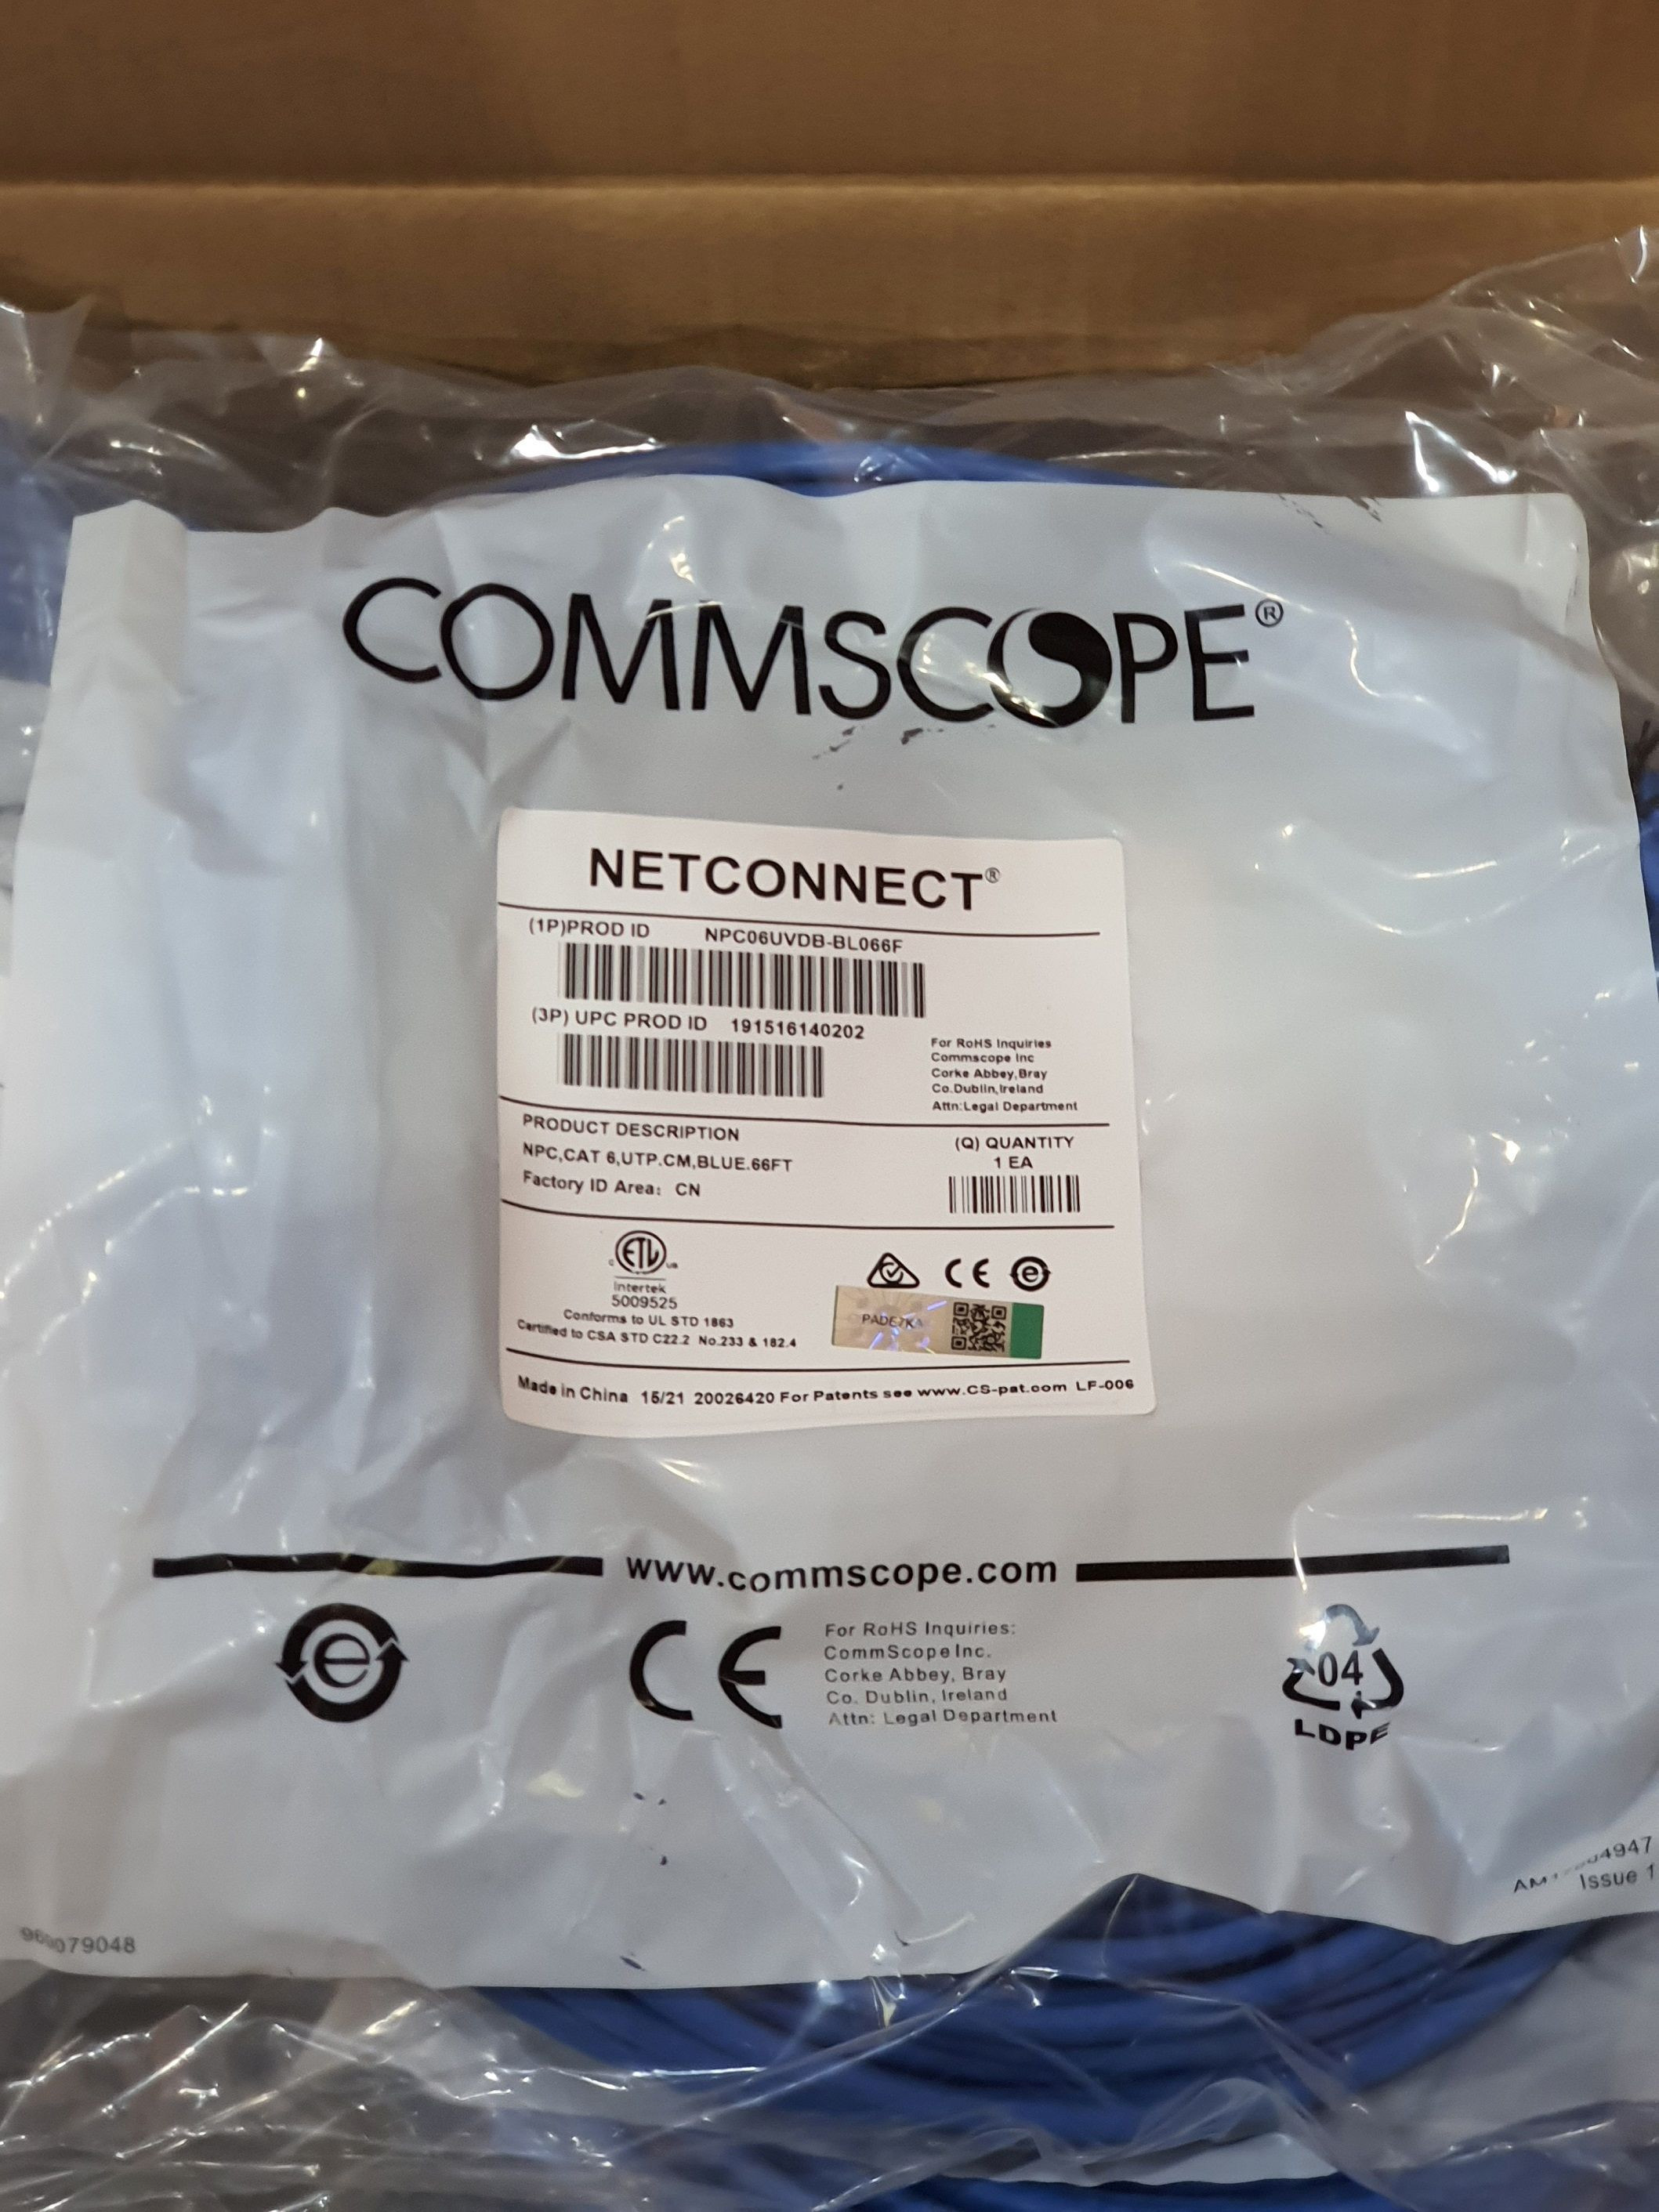 COMMSCOPE®
NETCONNECT®
(1P)PROD ID NPC06UVDB-BL066F
(3P) UPC PROD ID 191516140202
For RoHS Inquiries
Commscope Inc
Corke Abbey,Bray
Co.Dublin,Ireland
Attn:Legal Department
PRODUCT DESCRIPTION
NPC,CAT 6,UTP.CM,BLUE.66FT
Factory ID Area: CN
(Q) QUANTITY
1 EA
c ETL us
Intertek
5009525
Conforms to UL STD 1863
Certified to CSA STD C22.2 No.233 & 182.4
CE e
Made in China 15/21 20026420 For Patents see www.CS-pat.com LF-006
www.commscope.com
e
CE
For RoHS Inquiries:
CommScope Inc.
Corke Abbey, Bray
Co. Dublin, Ireland
Attn: Legal Department
04
LDPE
Issue 1